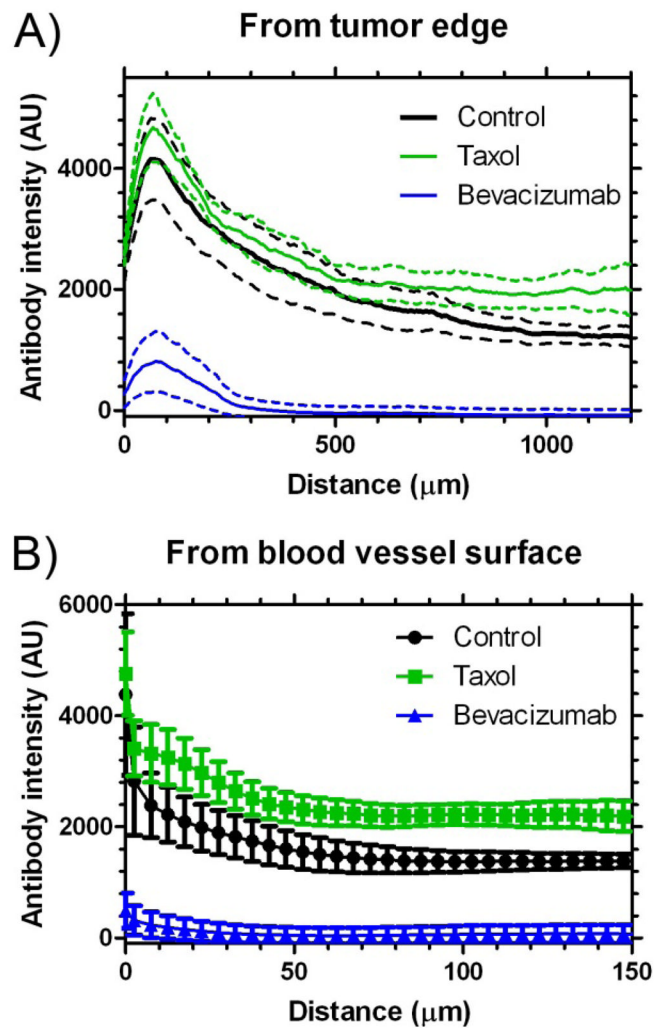 A)
From tumor edge
Antibody intensity (AU)
4000
2000
0
Control
Taxol
Bevacizumab
0 500 1000
Distance (μm)
B)
From blood vessel surface
Antibody intensity (AU)
6000
4000
2000
0
Control
Taxol
Bevacizumab
0 50 100 150
Distance (μm)